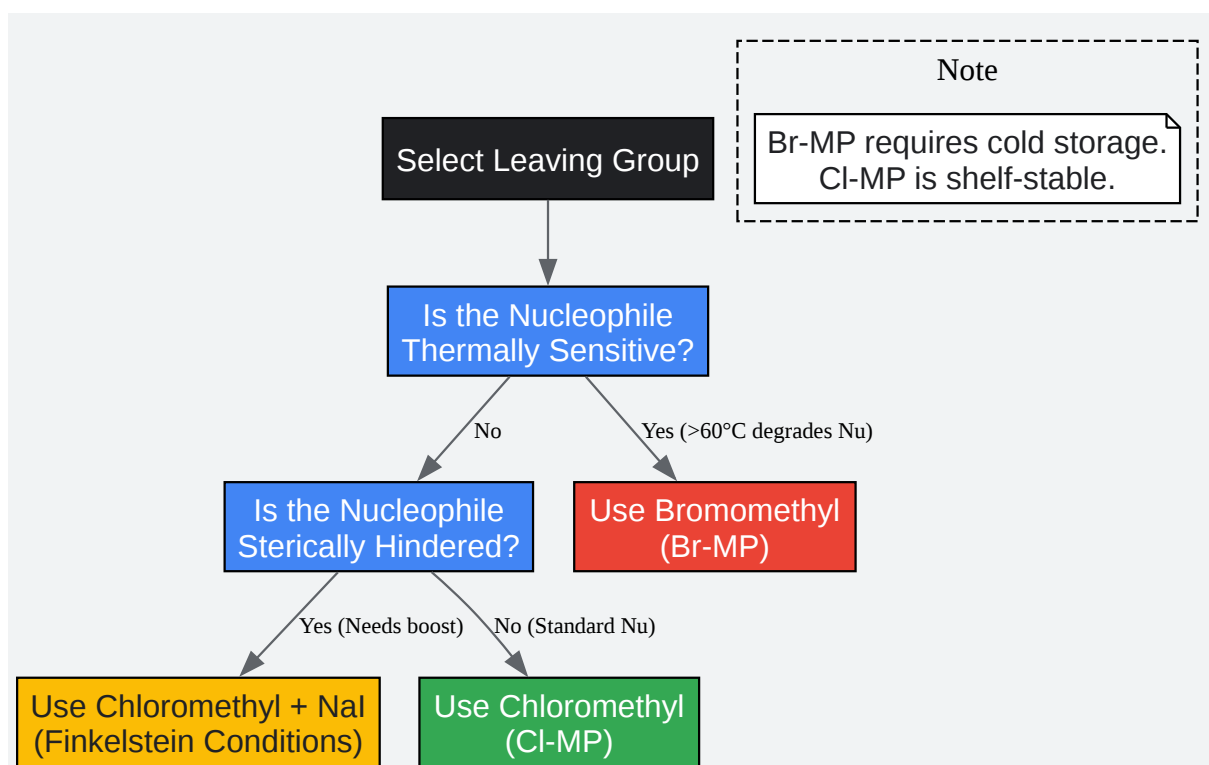 Note
Br-MP requires cold storage.
Cl-MP is shelf-stable.
Select Leaving Group
Is the Nucleophile
Thermally Sensitive?
No
Yes (>60°C degrades Nu)
Is the Nucleophile
Sterically Hindered?
Use Bromomethyl
(Br-MP)
Yes (Needs boost)
No (Standard Nu)
Use Chloromethyl + NaI
(Finkelstein Conditions)
Use Chloromethyl
(Cl-MP)